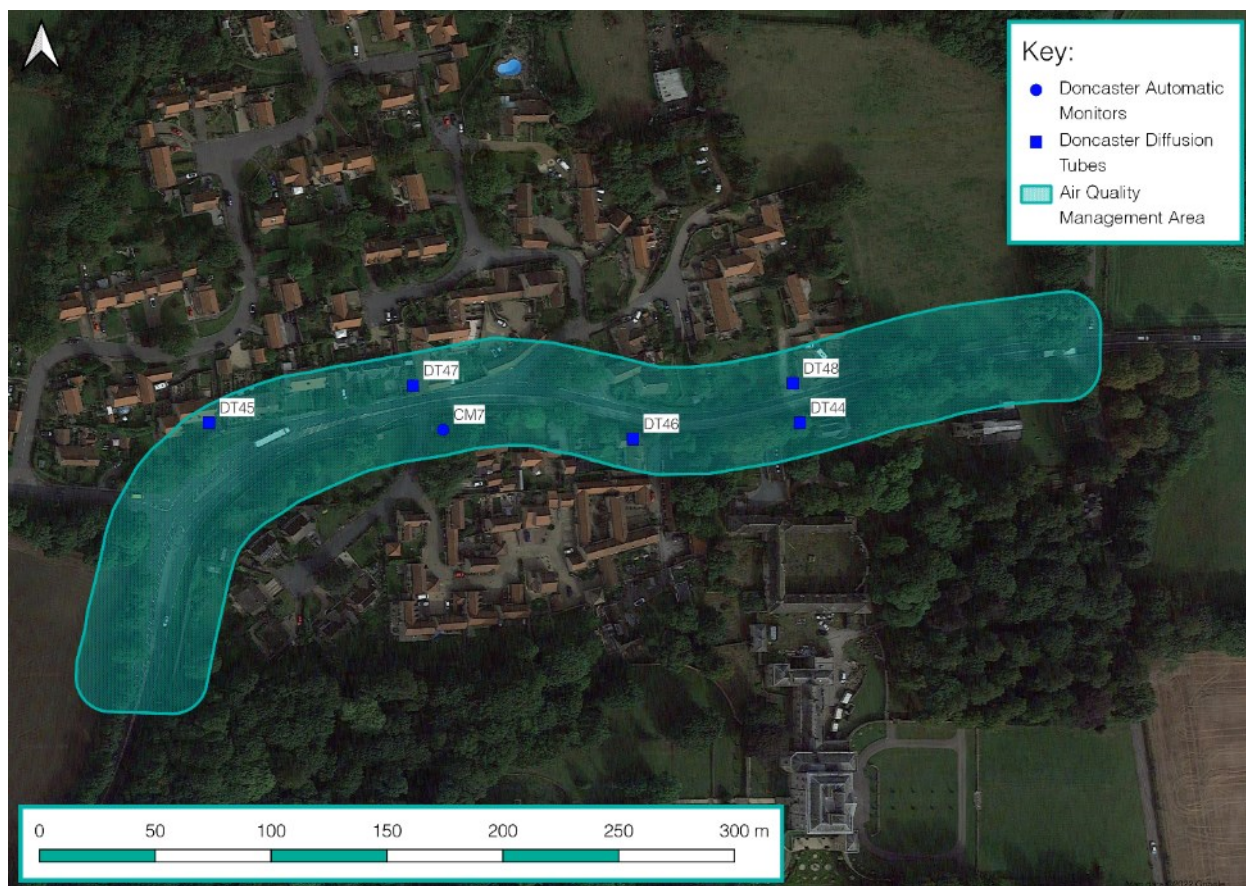 Key:
Doncaster Automatic
Monitors
Doncaster Diffusion
Tubes
Air Quality
Management Area
DT47
DT48
DT45
CM7
DT46
DT44
0 50 100 150 200 250 300 m